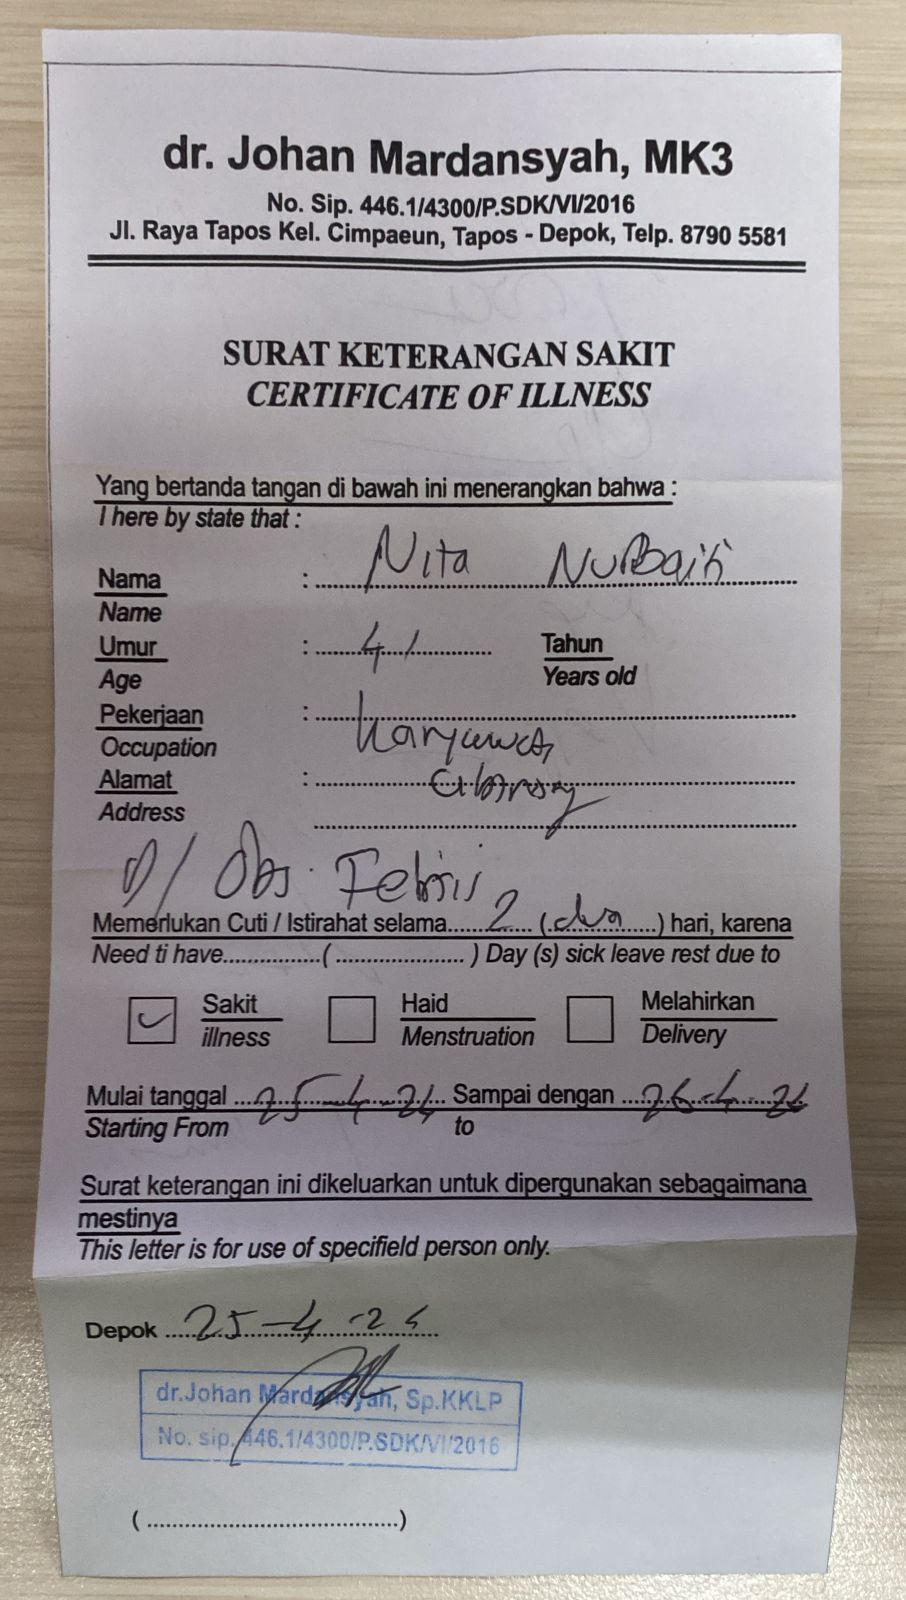 dr. Johan Mardansyah, MK3
No. Sip. 446.1/4300/P.SDK/VI/2016
Jl. Raya Tapos Kel. Cimpaeun, Tapos - Depok, Telp. 8790 5581
SURAT KETERANGAN SAKIT
CERTIFICATE OF ILLNESS
Yang bertanda tangan di bawah ini menerangkan bahwa :
I here by state that :
Nama : Nita Nurbaiti
Name
Umur : 41 Tahun
Age Years old
Pekerjaan :
Occupation
Alamat :
Address
D/ Obs. Febris
Memerlukan Cuti / Istirahat selama 2 (dua) hari, karena
Need ti have...............( ...................... ) Day (s) sick leave rest due to
Sakit Haid Melahirkan
illness Menstruation Delivery
Mulai tanggal 25-4- Sampai dengan 26-4-
Starting From to
Surat keterangan ini dikeluarkan untuk dipergunakan sebagaimana
mestinya
This letter is for use of specifield person only.
Depok 25-4-
dr.Johan Mardansyah, Sp.KKLP
No. sip. 446.1/4300/P.SDK/VI/2016
(......................................)